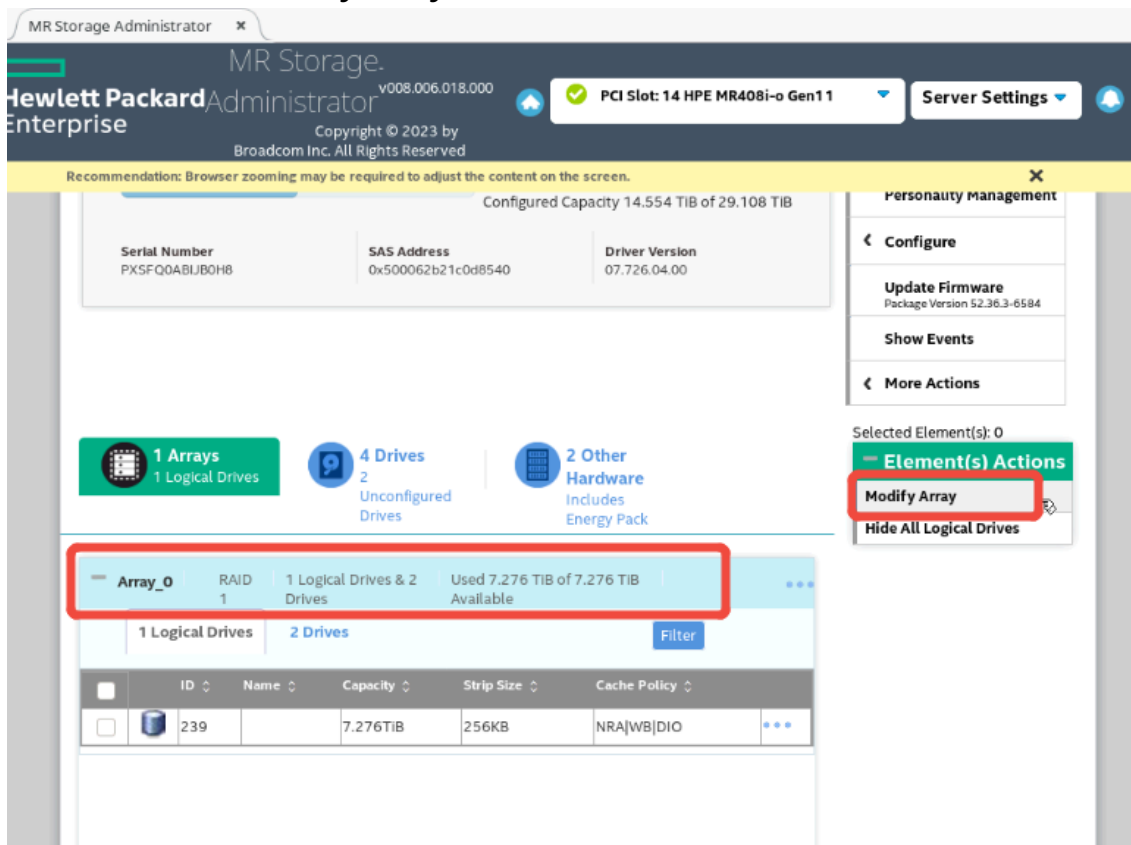 MR Storage Administrator ×
MR Storage
Administrator v008.006.018.000
Hewlett Packard
Enterprise
Copyright © 2023 by
Broadcom Inc. All Rights Reserved
PCI Slot: 14 HPE MR408i-o Gen11
Server Settings
Recommendation: Browser zooming may be required to adjust the content on the screen.
Configured Capacity 14.554 TiB of 29.108 TiB
Serial Number
PXSFQ0ABIJB0H8
SAS Address
0x500062b21c0d8540
Driver Version
07.726.04.00
Personality Management
Configure
Update Firmware
Package Version 52.36.3-6584
Show Events
More Actions
1 Arrays
1 Logical Drives
4 Drives
2
Unconfigured
Drives
2 Other
Hardware
Includes
Energy Pack
Selected Element(s): 0
Element(s) Actions
Modify Array
Hide All Logical Drives
Array_0
RAID
1
1 Logical Drives & 2
Drives
Used 7.276 TiB of 7.276 TiB
Available
1 Logical Drives 2 Drives Filter
ID Name Capacity Strip Size Cache Policy
239 7.276TiB 256KB NRA|WB|DIO